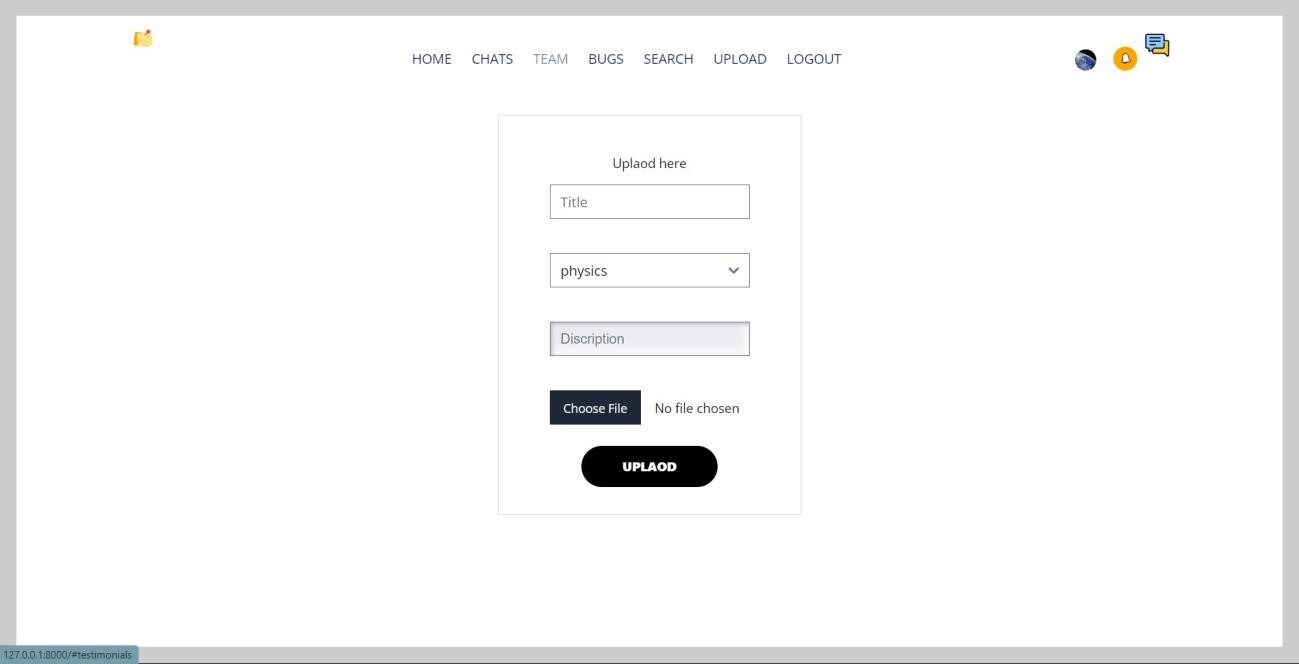 HOME CHATS TEAM BUGS SEARCH UPLOAD LOGOUT
Uplaod here
Title
physics
Discription
Choose File No file chosen
UPLAOD
127.0.0.1:8000/#testimonials